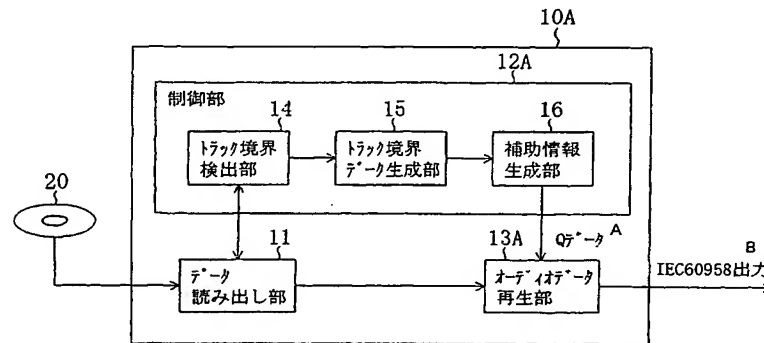 10A
12A
制御部
14
15
16
トラック境界
検出部
トラック境界
データ生成部
補助情報
生成部
20
11
13A
Qデータ A
B
データ
読み出し部
オーディオデータ
再生部
IEC60958出力